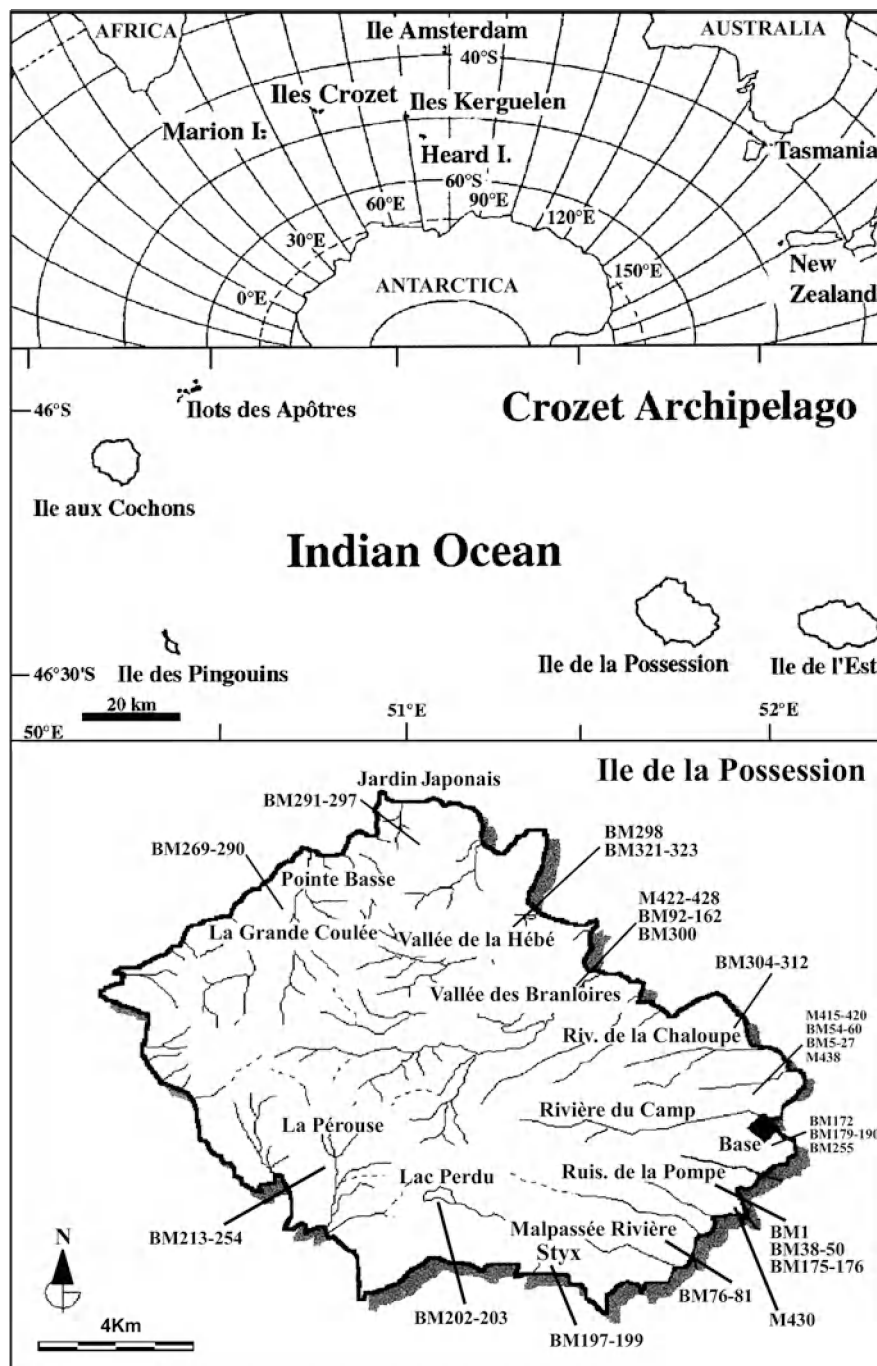 AFRICA
Ile Amsterdam
AUSTRALIA
40°S
Iles Crozet
Iles Kerguelen
Marion I.
Heard I.
Tasmania
60°S
60°E
90°E
30°E
120°E
0°E
150°E
ANTARCTICA
New
Zealand
46°S
Ilots des Apôtres
Crozet Archipelago
Ile aux Cochons
Indian Ocean
46°30'S
Ile des Pingouins
Ile de la Possession
Ile de l'Est
20 km
50°E
51°E
52°E
Ile de la Possession
Jardin Japonais
BM291-297
BM269-290
BM298
BM321-323
Pointe Basse
M422-428
BM92-162
BM300
La Grande Coulée
Vallée de la Hébé
BM304-312
Vallée des Branloires
M415-420
BM54-60
BM5-27
M438
Riv. de la Chaloupe
Rivière du Camp
La Pérouse
Base
BM172
BM179-190
BM255
Lac Perdu
Ruis. de la Pompe
BM213-254
Malpassée Rivière
Styx
BM1
BM38-50
BM175-176
N
BM76-81
M430
4Km
BM202-203
BM197-199